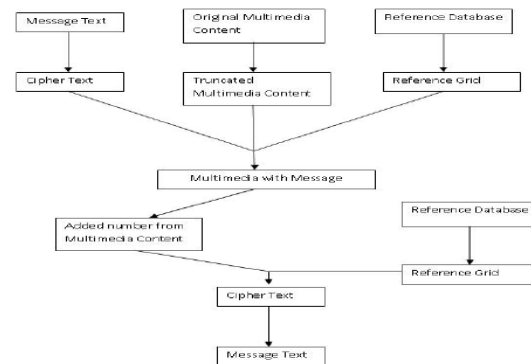 Message Text
Original Multimedia
Content
Reference Database
Cipher Text
Truncated
Multimedia Content
Reference Grid
Multimedia with Message
Added number from
Multimedia Content
Reference Database
Reference Grid
Cipher Text
Message Text